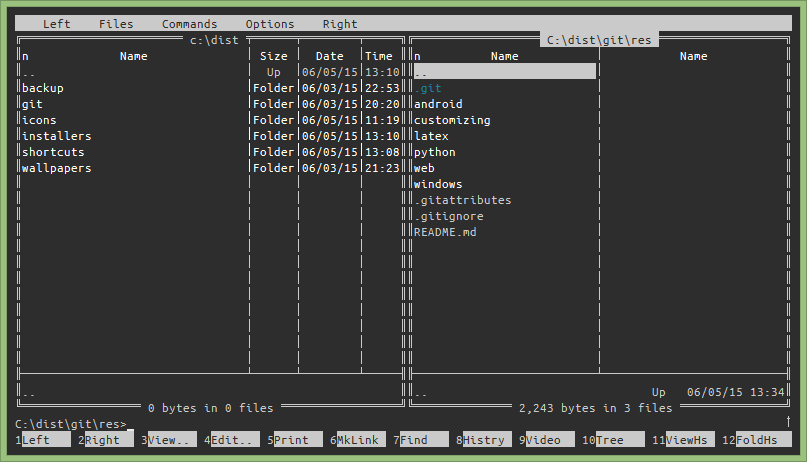 Left Files Commands Options Right
c:\dist C:\dist\git\res
n Name Size Date Time n Name Name
.. Up 06/05/15 13:10 ..
backup Folder 06/03/15 22:53 .git
git Folder 06/03/15 20:20 android
icons Folder 06/05/15 11:19 customizing
installers Folder 06/05/15 13:10 latex
shortcuts Folder 06/05/15 13:08 python
wallpapers Folder 06/03/15 21:23 web
windows
.gitattributes
.gitignore
README.md
.. .. Up 06/05/15 13:34
0 bytes in 0 files 2,243 bytes in 3 files
C:\dist\git\res> ↑
1Left 2Right 3View.. 4Edit.. 5Print 6MkLink 7Find 8Histry 9Video 10Tree 11ViewHs 12FoldHs